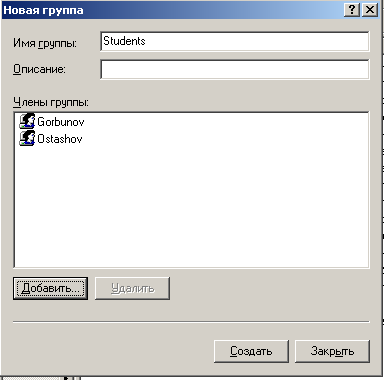 Новая группа
Имя группы: Students
Описание:
Члены группы:
Gorbunov
Ostashov
Добавить... Удалить
Создать Закрыть